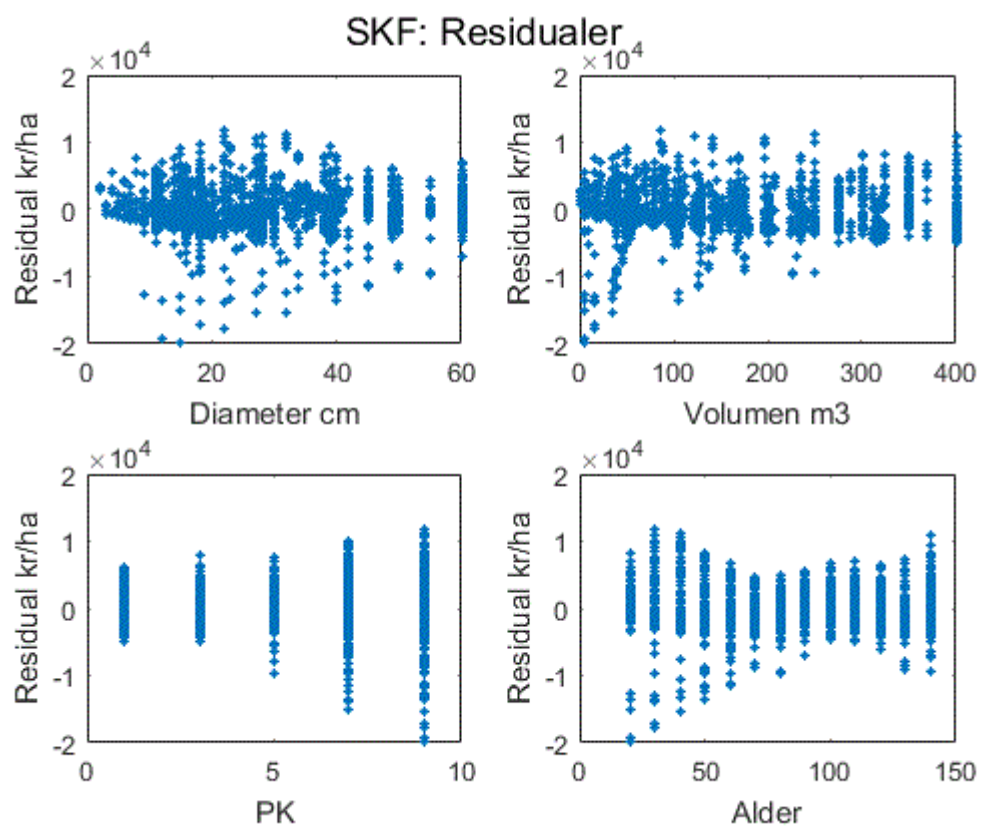 SKF: Residualer
×10^4
2
1
0
-1
-2
Residual kr/ha
0 20 40 60
Diameter cm
×10^4
2
1
0
-1
-2
Residual kr/ha
0 100 200 300 400
Volumen m3
×10^4
2
1
0
-1
-2
Residual kr/ha
0 5 10
PK
×10^4
2
1
0
-1
-2
Residual kr/ha
0 50 100 150
Alder